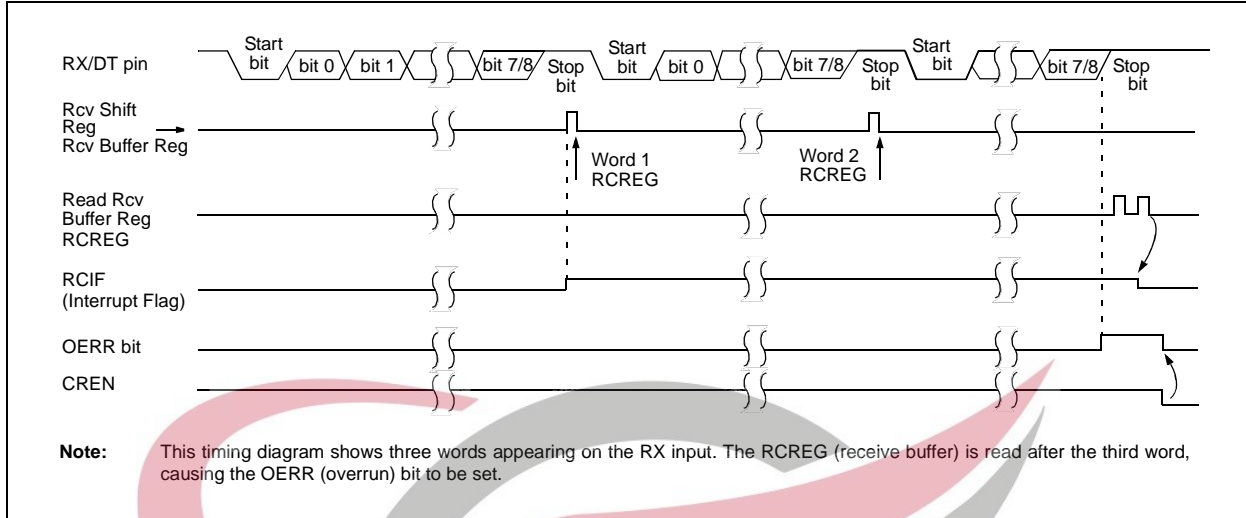 RX/DT pin
Start bit
bit 0
bit 1
bit 7/8
Stop bit
Start bit
bit 0
bit 7/8
Stop bit
Start bit
bit 7/8
Stop bit
Rcv Shift
Reg
Rcv Buffer Reg
Word 1
RCREG
Word 2
RCREG
Read Rcv
Buffer Reg
RCREG
RCIF
(Interrupt Flag)
OERR bit
CREN
Note: This timing diagram shows three words appearing on the RX input. The RCREG (receive buffer) is read after the third word,
causing the OERR (overrun) bit to be set.